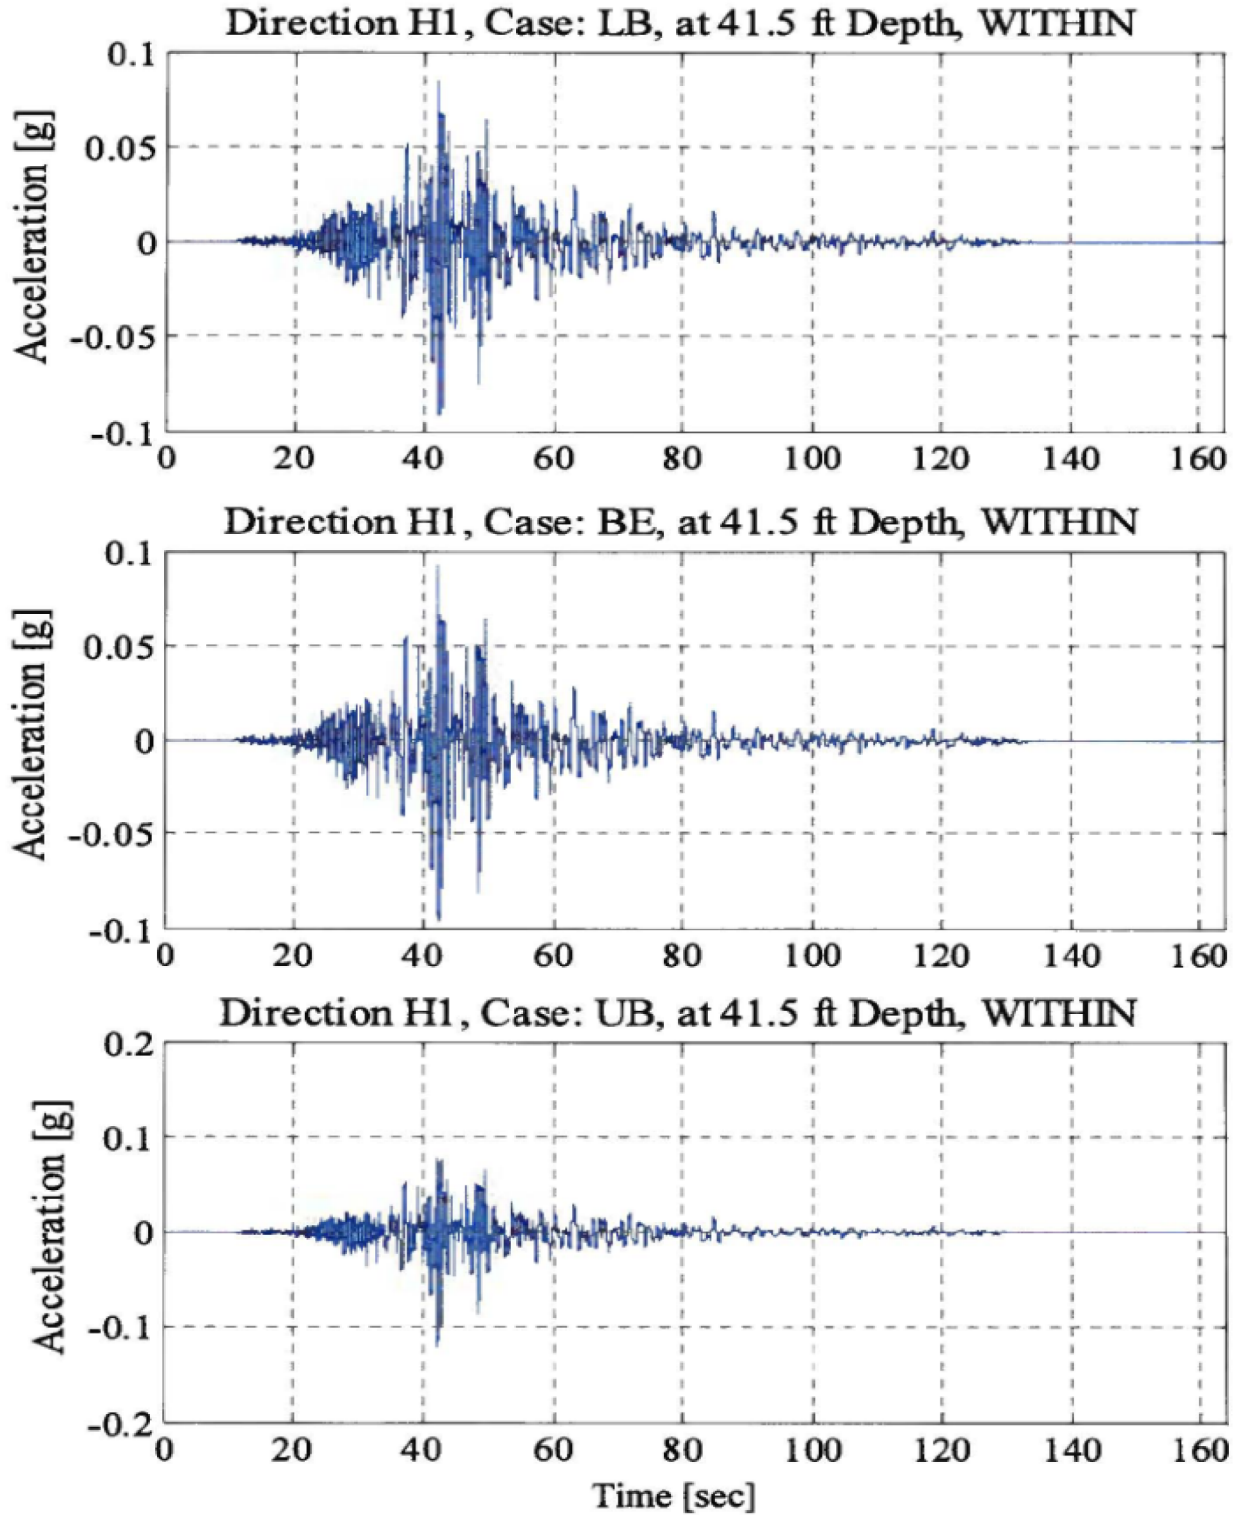 Direction H1, Case: LB, at 41.5 ft Depth, WITHIN
0.1
0.05
0
-0.05
-0.1
Acceleration [g]
0 20 40 60 80 100 120 140 160
Direction H1, Case: BE, at 41.5 ft Depth, WITHIN
0.1
0.05
0
-0.05
-0.1
Acceleration [g]
0 20 40 60 80 100 120 140 160
Direction H1, Case: UB, at 41.5 ft Depth, WITHIN
0.2
0.1
0
-0.1
-0.2
Acceleration [g]
0 20 40 60 80 100 120 140 160
Time [sec]